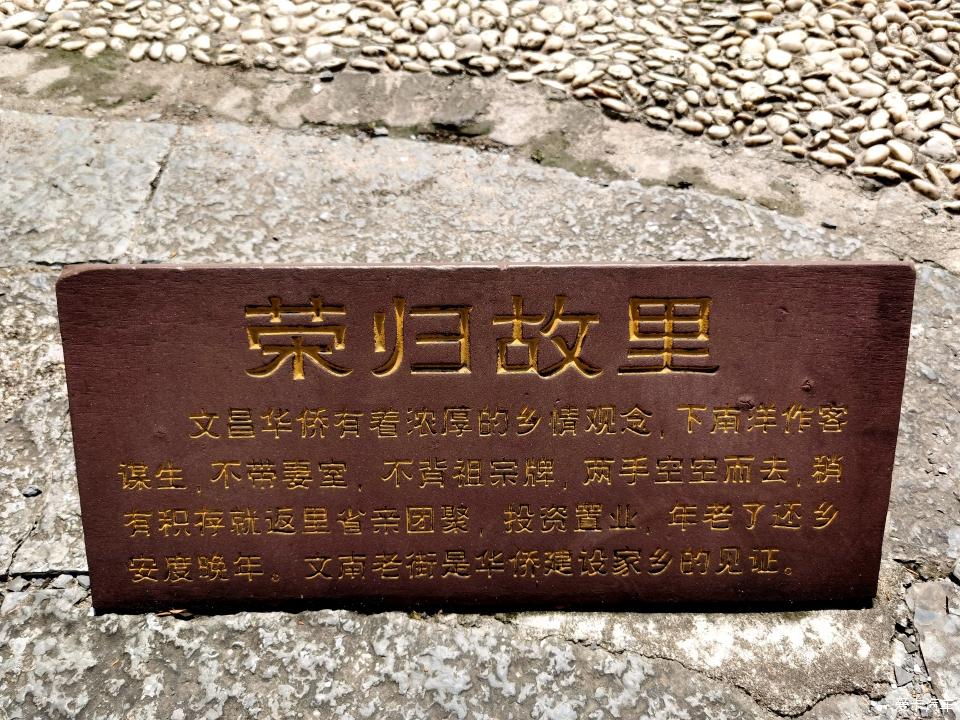 荣归故里
文昌华侨有着浓厚的乡情观念，下南洋作客
谋生，不带妻室，不背祖宗牌，两手空空而去，稍
有积存就返里省亲团聚，投资置业，年老了还乡
安度晚年。文南老街是华侨建设家乡的见证。
爱卡汽车